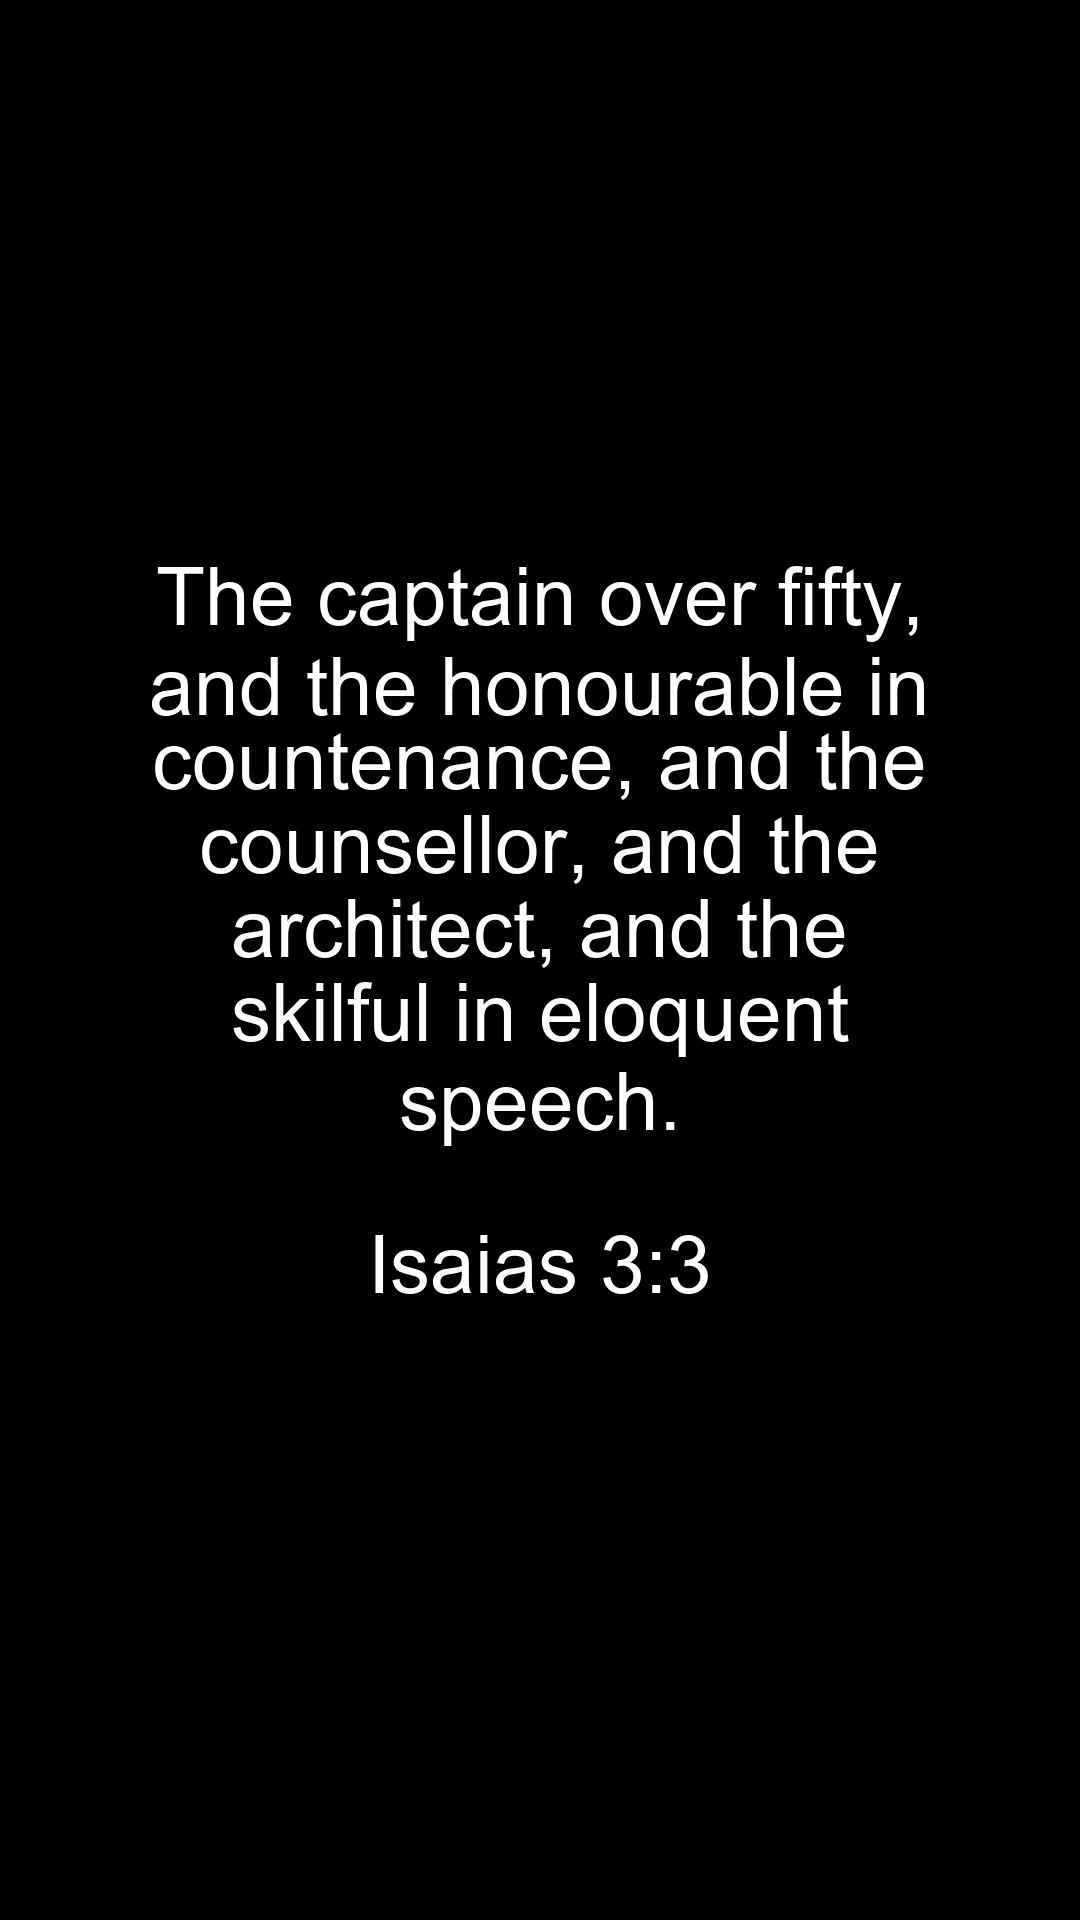 The captain over fifty,
and the honourable in
countenance, and the
counsellor, and the
architect, and the
skilful in eloquent
speech.
Isaias 3:3